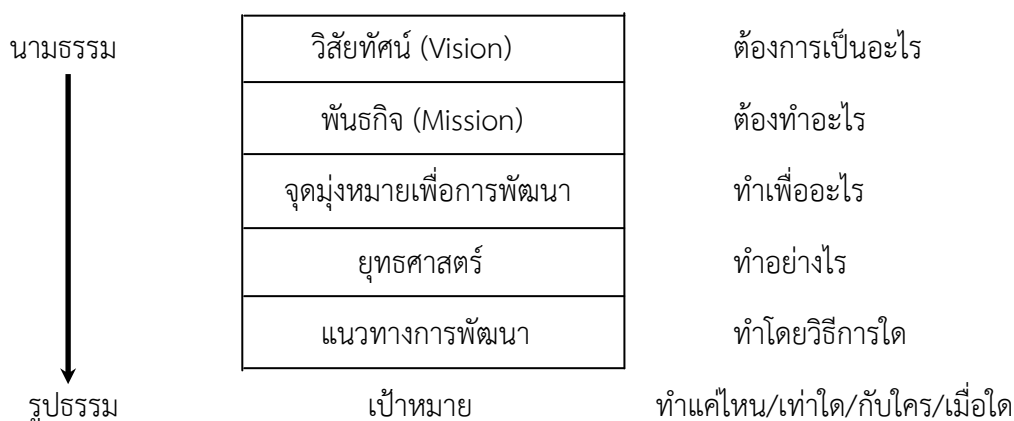 นามธรรม วิสัยทัศน์ (Vision) ต้องการเป็นอะไร
พันธกิจ (Mission) ต้องทำอะไร
จุดมุ่งหมายเพื่อการพัฒนา ทำเพื่ออะไร
ยุทธศาสตร์ ทำอย่างไร
แนวทางการพัฒนา ทำโดยวิธีการใด
รูปธรรม เป้าหมาย ทำแค่ไหน/เท่าใด/กับใคร/เมื่อใด